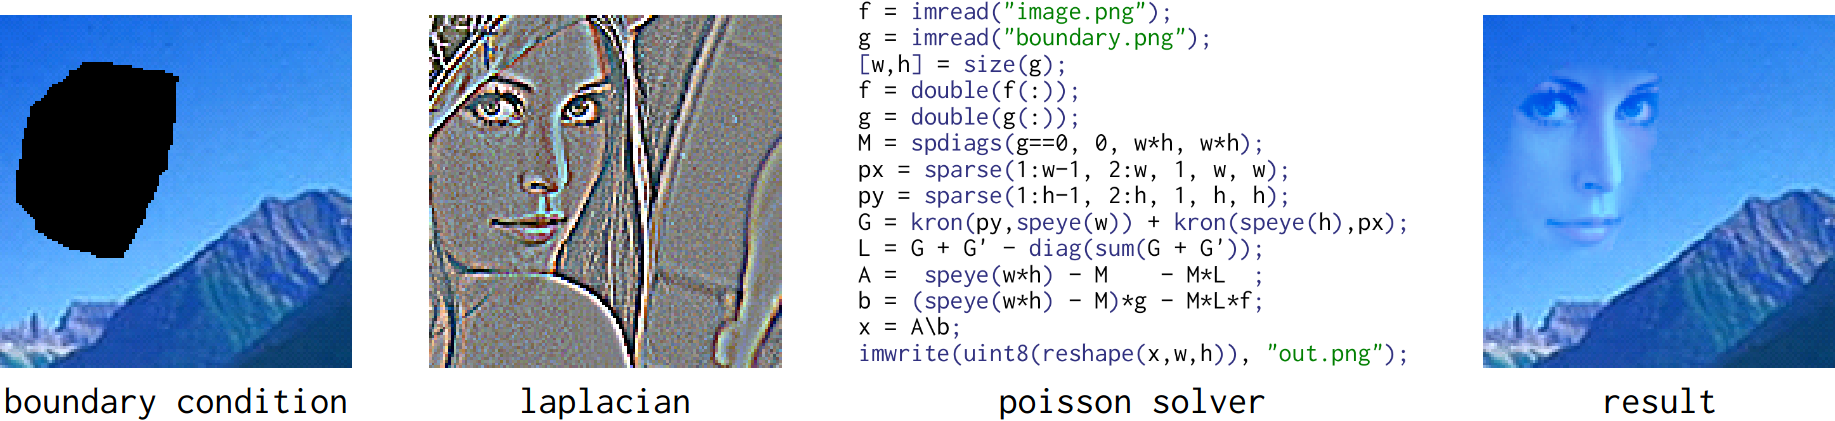 f = imread("image.png");
g = imread("boundary.png");
[w,h] = size(g);
f = double(f(:));
g = double(g(:));
M = spdiags(g==0, 0, w*h, w*h);
px = sparse(1:w-1, 2:w, 1, w, w);
py = sparse(1:h-1, 2:h, 1, h, h);
G = kron(py,speye(w)) + kron(speye(h),px);
L = G + G' - diag(sum(G + G'));
A =  speye(w*h) - M    - M*L  ;
b = (speye(w*h) - M)*g - M*L*f;
x = A\b;
imwrite(uint8(reshape(x,w,h)), "out.png");
boundary condition
laplacian
poisson solver
result